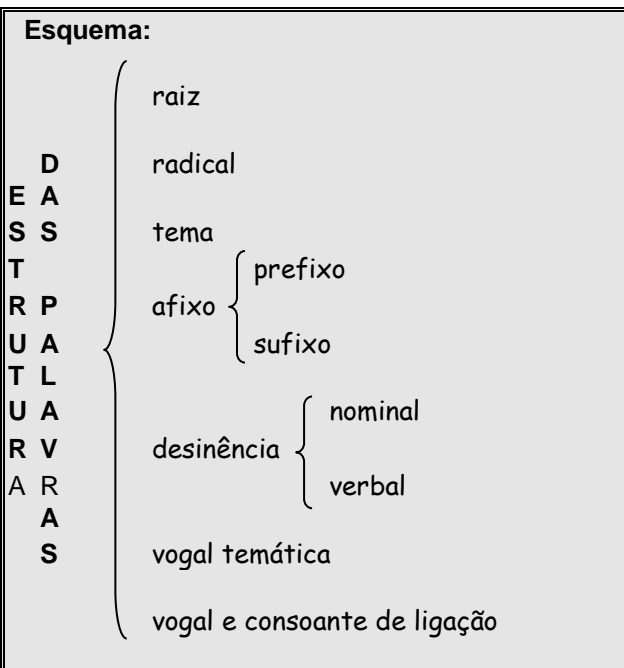 Esquema:
ESTRUTURA
DAS PALAVRAS
raiz
radical
tema
afixo
prefixo
sufixo
desinência
nominal
verbal
vogal temática
vogal e consoante de ligação